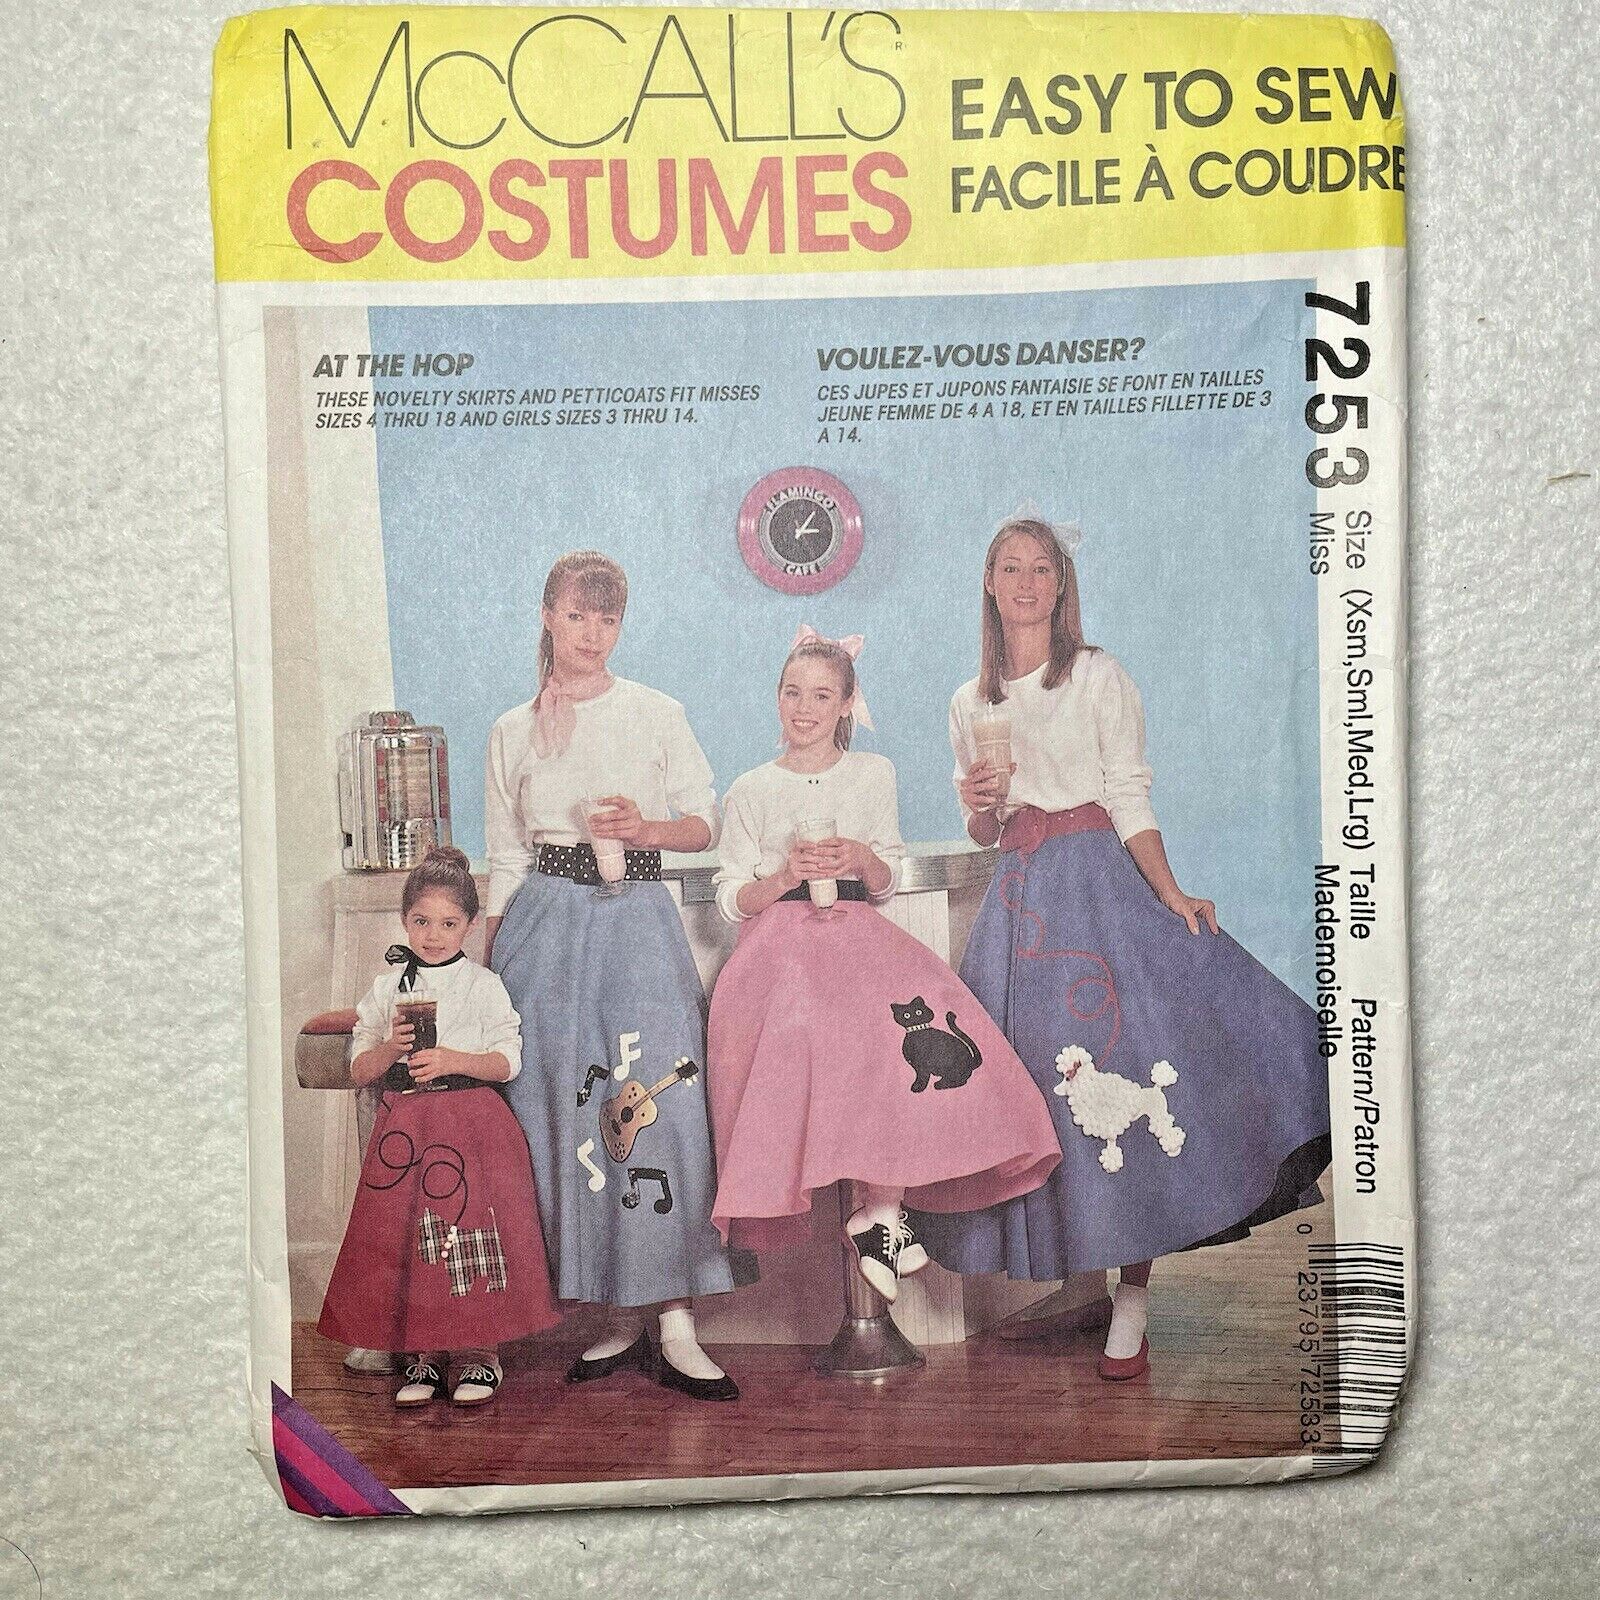 McCALL'S
R
COSTUMES
EASY TO SEW
FACILE À COUDRE
AT THE HOP
THESE NOVELTY SKIRTS AND PETTICOATS FIT MISSES
SIZES 4 THRU 18 AND GIRLS SIZES 3 THRU 14.
VOULEZ-VOUS DANSER?
CES JUPES ET JUPONS FANTAISIE SE FONT EN TAILLES
JEUNE FEMME DE 4 A 18, ET EN TAILLES FILLETTE DE 3
A 14.
FLAMINGO
CAFE
7253 Size (Xsm,Sml,Med,Lrg) Taille Pattern/Patron
Miss Mademoiselle
0 23795 72533